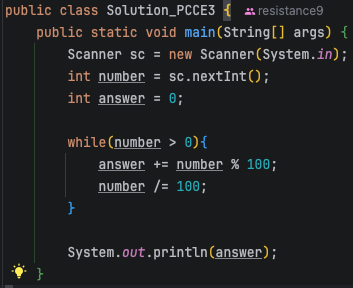 public class Solution_PCCE3 { resistance9
public static void main(String[] args) {
Scanner sc = new Scanner(System.in);
int number = sc.nextInt();
int answer = 0;
while(number > 0){
answer += number % 100;
number /= 100;
}
System.out.println(answer);
}